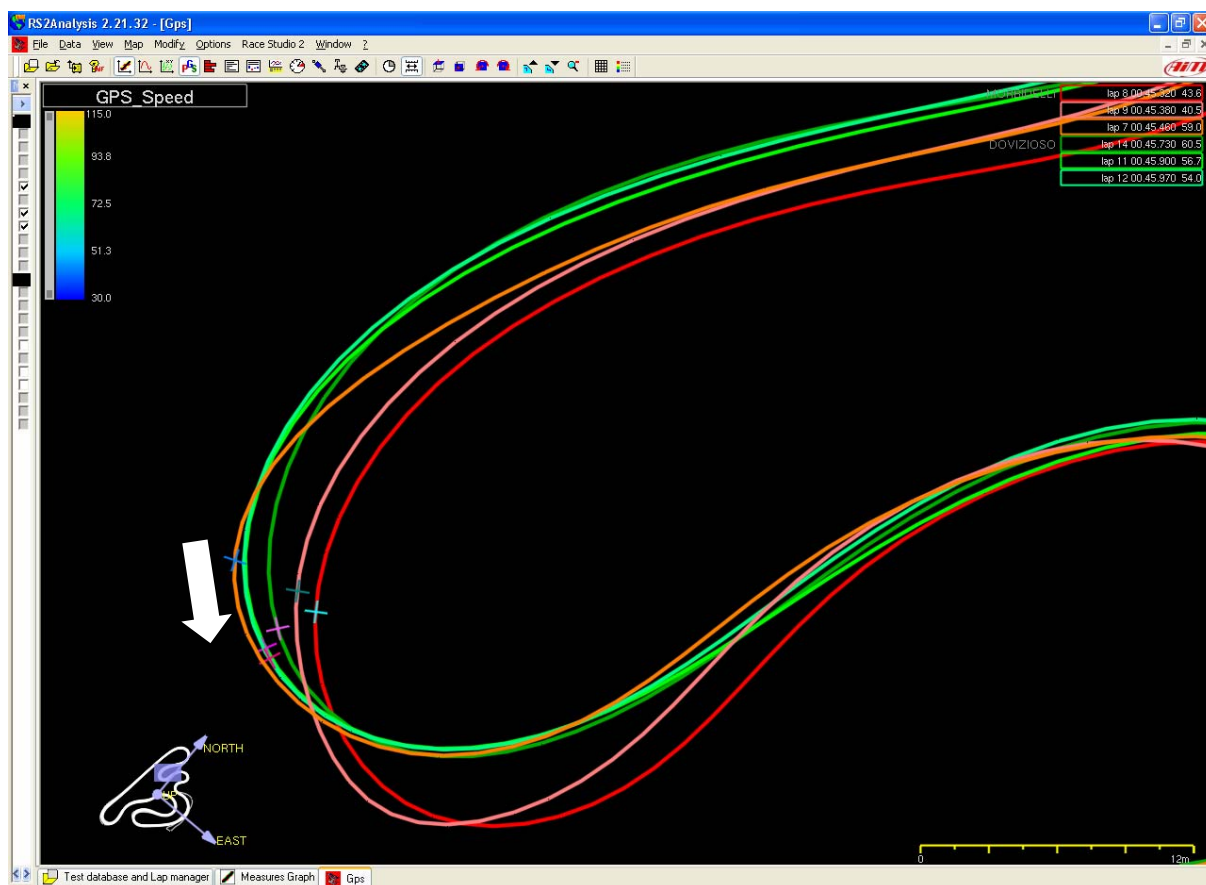 RS2Analysis 2.21.32 - [Gps]
File Data View Map Modify Options Race Studio 2 Window ?
AiM
GPS_Speed
115.0
93.8
72.5
51.3
30.0
lap 8 00.45.320 43.6
lap 9 00.45.380 40.5
lap 7 00.45.460 59.0
DOVIZIOSO lap 14 00.45.730 60.5
lap 11 00.45.900 56.7
lap 12 00.45.970 54.0
NORTH
UP
EAST
0 12m
Test database and Lap manager Measures Graph Gps